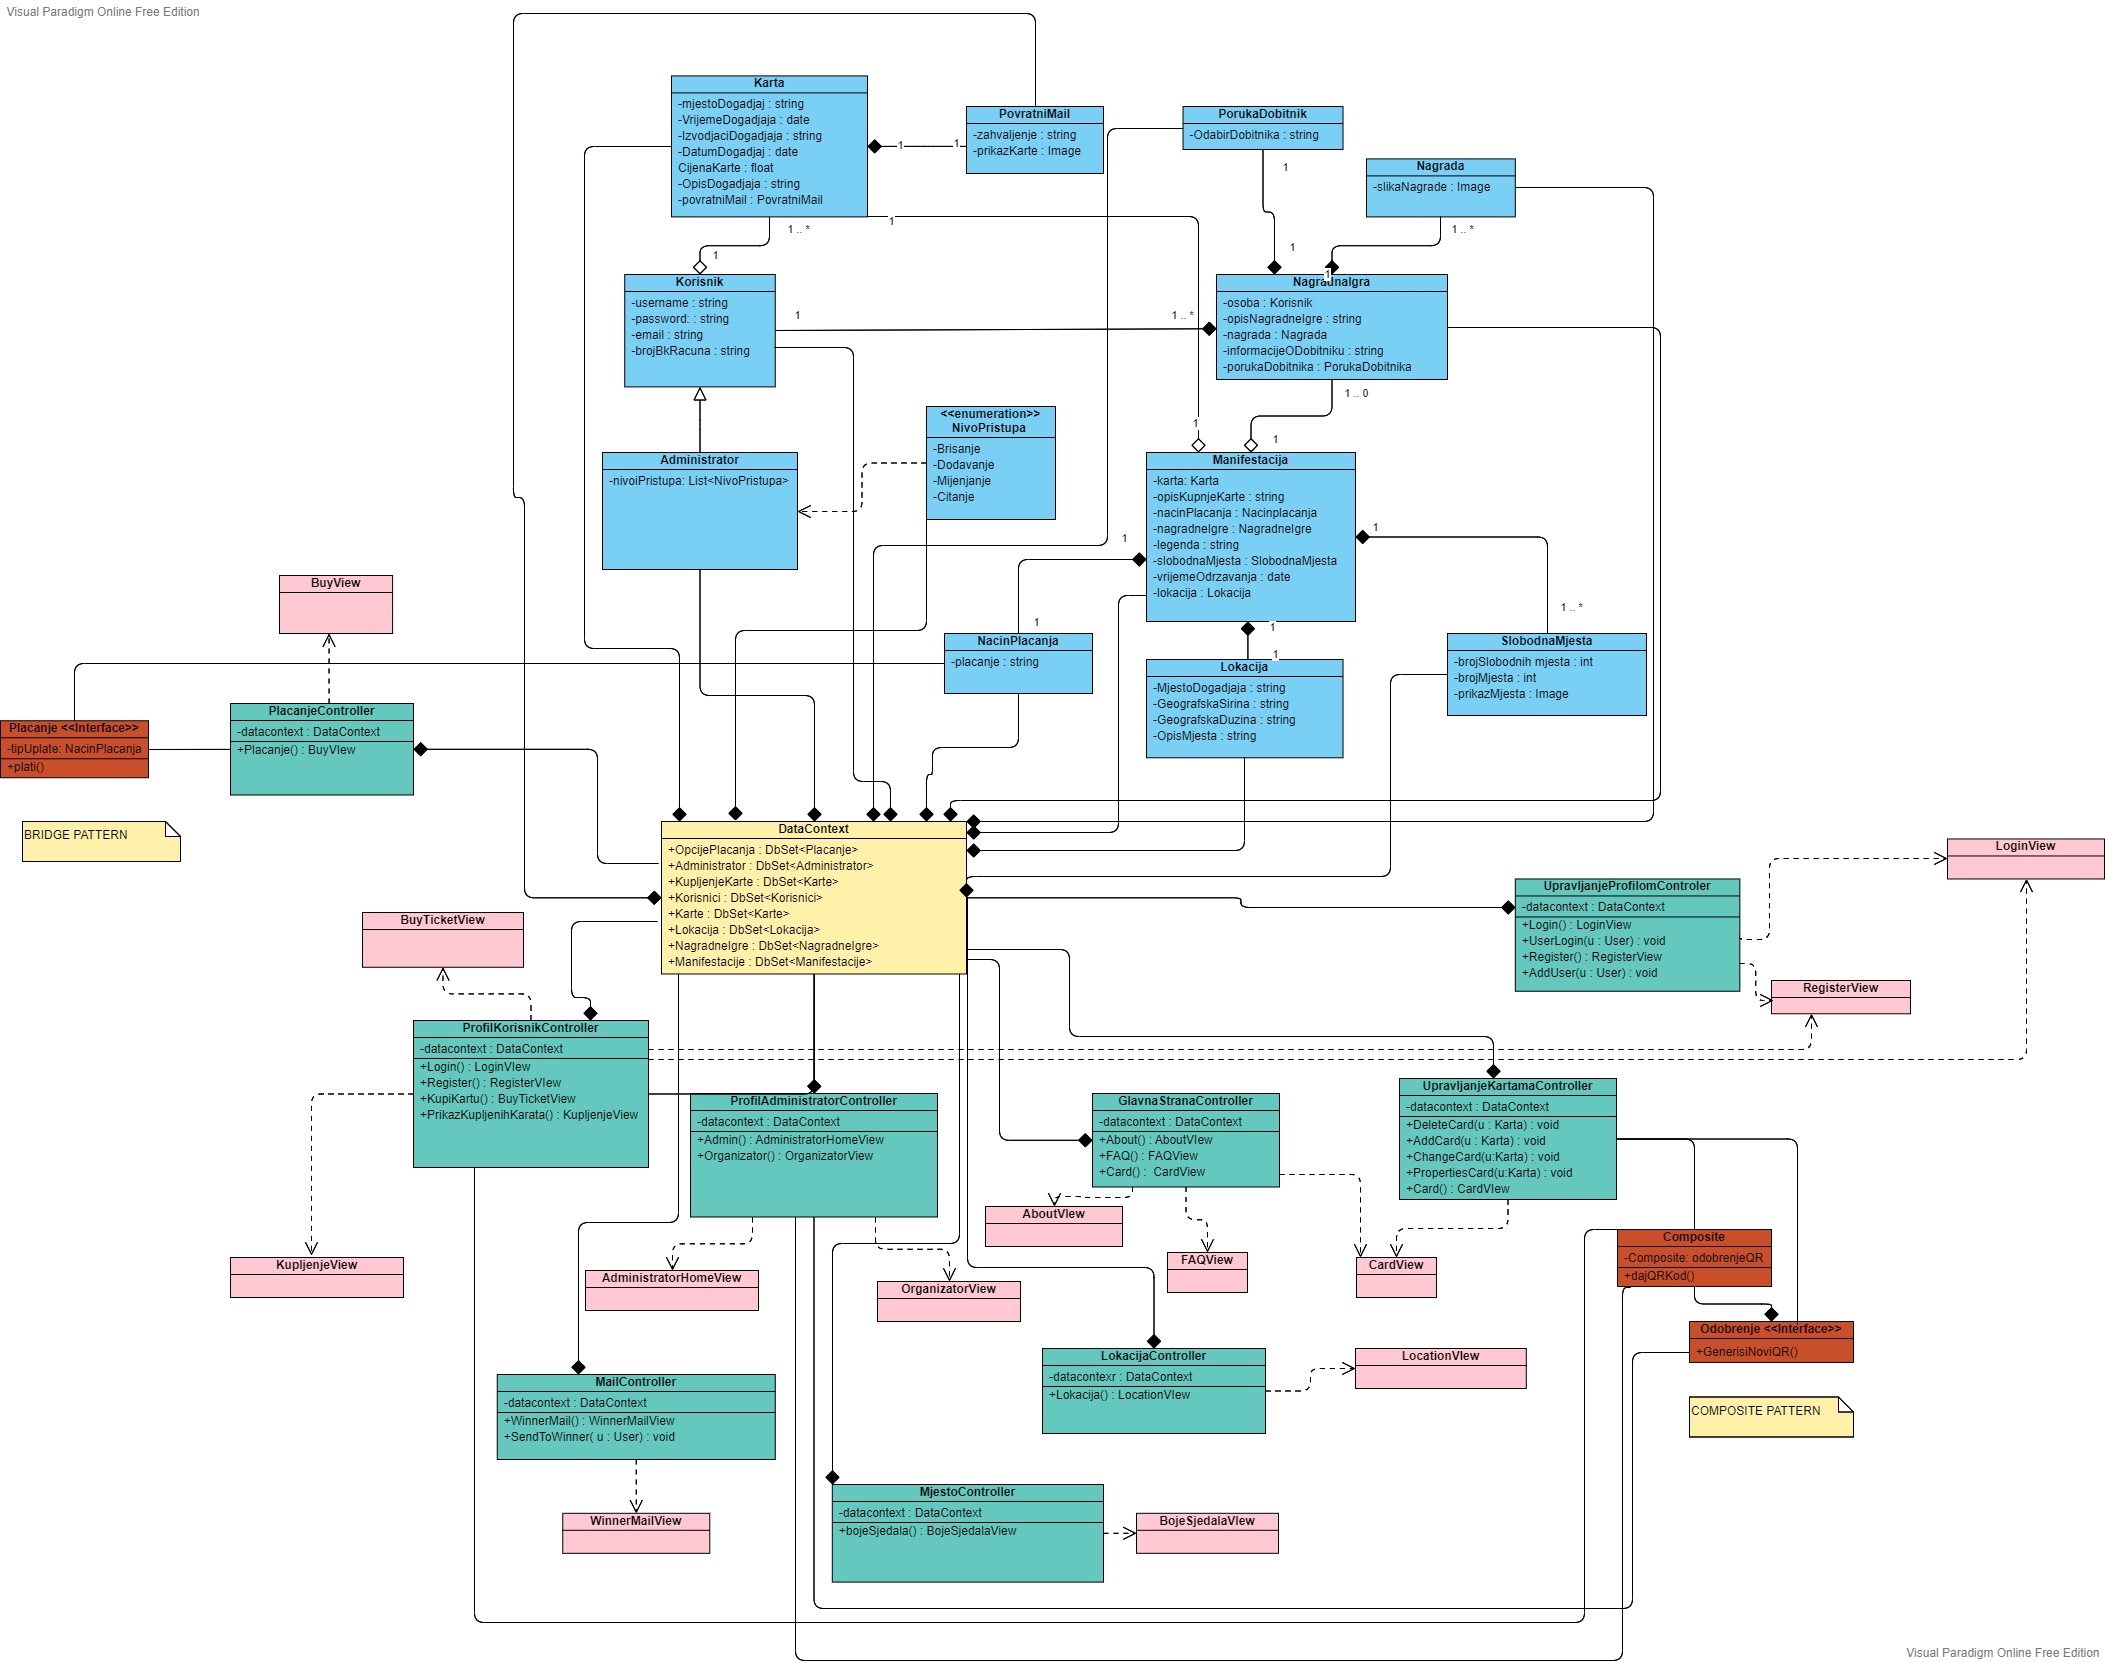 Visual Paradigm Online Free Edition
Karta
-mjestoDogadjaj : string
-VrijemeDogadjaja : date
-IzvodjaciDogadjaja : string
-DatumDogadjaj : date
CijenaKarte : float
-OpisDogadjaja : string
-povratniMail : PovratniMail
1
1
PovratniMail
-zahvaljenje : string
-prikazKarte : Image
PorukaDobitnik
-OdabirDobitnika : string
1
Nagrada
-slikaNagrade : Image
1 .. *
1
1
1 .. *
1
1
Korisnik
-username : string
-password: : string
-email : string
-brojBkRacuna : string
1
1 .. *
NagradnaIgra
-osoba : Korisnik
-opisNagradneIgre : string
-nagrada : Nagrada
-informacijeODobitniku : string
-porukaDobitnika : PorukaDobitnika
1 .. 0
1
1
<<enumeration>>
NivoPristupa
-Brisanje
-Dodavanje
-Mijenjanje
-Citanje
Administrator
-nivoiPristupa: List<NivoPristupa>
Manifestacija
-karta: Karta
-opisKupnjeKarte : string
-nacinPlacanja : Nacinplacanja
-nagradneIgre : NagradneIgre
-legenda : string
-slobodnaMjesta : SlobodnaMjesta
-vrijemeOdrzavanja : date
-lokacija : Lokacija
1
1
1 .. *
1
1
1
BuyView
NacinPlacanja
-placanje : string
Lokacija
-MjestoDogadjaja : string
-GeografskaSirina : string
-GeografskaDuzina : string
-OpisMjesta : string
SlobodnaMjesta
-brojSlobodnih mjesta : int
-brojMjesta : int
-prikazMjesta : Image
Placanje <<Interface>>
-tipUplate: NacinPlacanja
+plati()
PlacanjeController
-datacontext : DataContext
+Placanje() : BuyVIew
BRIDGE PATTERN
DataContext
+OpcijePlacanja : DbSet<Placanje>
+Administrator : DbSet<Administrator>
+KupljenjeKarte : DbSet<Karte>
+Korisnici : DbSet<Korisnici>
+Karte : DbSet<Karte>
+Lokacija : DbSet<Lokacija>
+NagradneIgre : DbSet<NagradneIgre>
+Manifestacije : DbSet<Manifestacije>
LoginView
UpravljanjeProfilomControler
-datacontext : DataContext
+Login() : LoginView
+UserLogin(u : User) : void
+Register() : RegisterView
+AddUser(u : User) : void
RegisterView
BuyTicketView
ProfilKorisnikController
-datacontext : DataContext
+Login() : LoginVIew
+Register() : RegisterVIew
+KupiKartu() : BuyTicketView
+PrikazKupljenihKarata() : KupljenjeView
ProfilAdministratorController
-datacontext : DataContext
+Admin() : AdministratorHomeView
+Organizator() : OrganizatorView
GlavnaStranaController
-datacontext : DataContext
+About() : AboutVIew
+FAQ() : FAQView
+Card() :  CardView
UpravljanjeKartamaController
-datacontext : DataContext
+DeleteCard(u : Karta) : void
+AddCard(u : Karta) : void
+ChangeCard(u:Karta) : void
+PropertiesCard(u:Karta) : void
+Card() : CardVIew
AboutVIew
FAQView
CardView
Composite
-Composite: odobrenjeQR
+dajQRKod()
KupljenjeView
AdministratorHomeView
OrganizatorView
Odobrenje <<Interface>>
+GenerisiNoviQR()
COMPOSITE PATTERN
LokacijaController
-datacontexr : DataContext
+Lokacija() : LocationVIew
LocationVIew
MailController
-datacontext : DataContext
+WinnerMail() : WinnerMailView
+SendToWinner( u : User) : void
WinnerMailView
MjestoController
-datacontext : DataContext
+bojeSjedala() : BojeSjedalaView
BojeSjedalaVIew
Visual Paradigm Online Free Edition